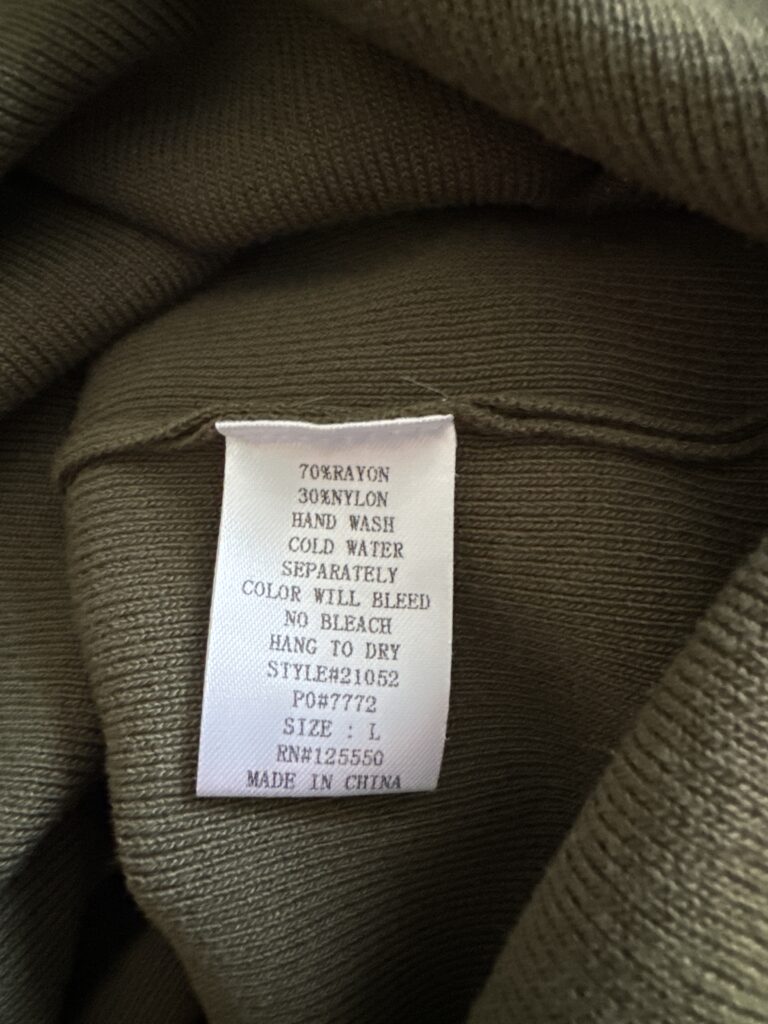 70%RAYON
30%NYLON
HAND WASH
COLD WATER
SEPARATELY
COLOR WILL BLEED
NO BLEACH
HANG TO DRY
STYLE#21052
PO#7772
SIZE : L
RN#125550
MADE IN CHINA